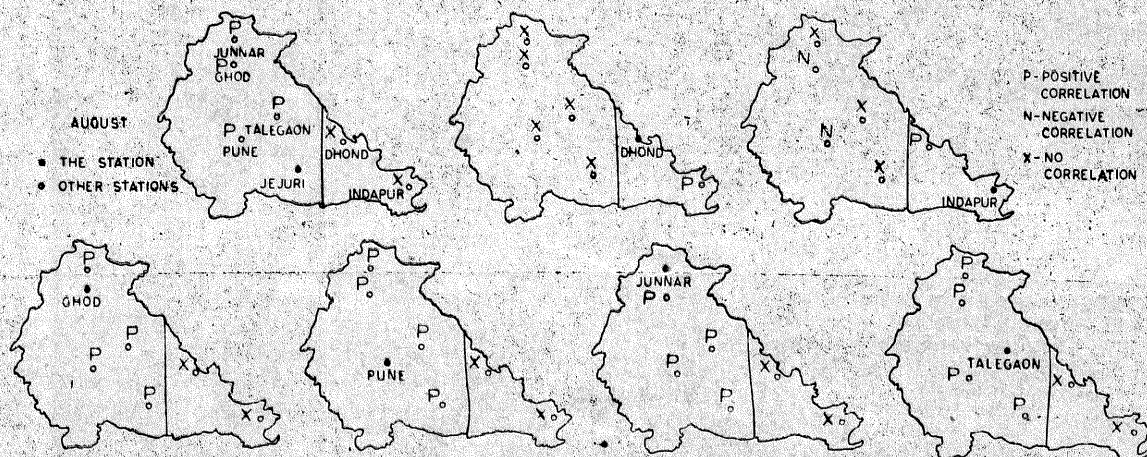 P
JUNNAR
P
GHOD
P
TALEGAON
P
PUNE
X
DHOND
JEJURI
X
INDAPUR
AUGUST
THE STATION
OTHER STATIONS
X
X
X
X
X
DHOND
P
X
N
X
N
P
X
INDAPUR
P-POSITIVE
CORRELATION
N-NEGATIVE
CORRELATION
X-NO
CORRELATION
P
GHOD
P
P
X
P
X
P
P
P
X
PUNE
P
X
JUNNAR
P
P
P
X
P
X
P
P
TALEGAON
P
X
P
X